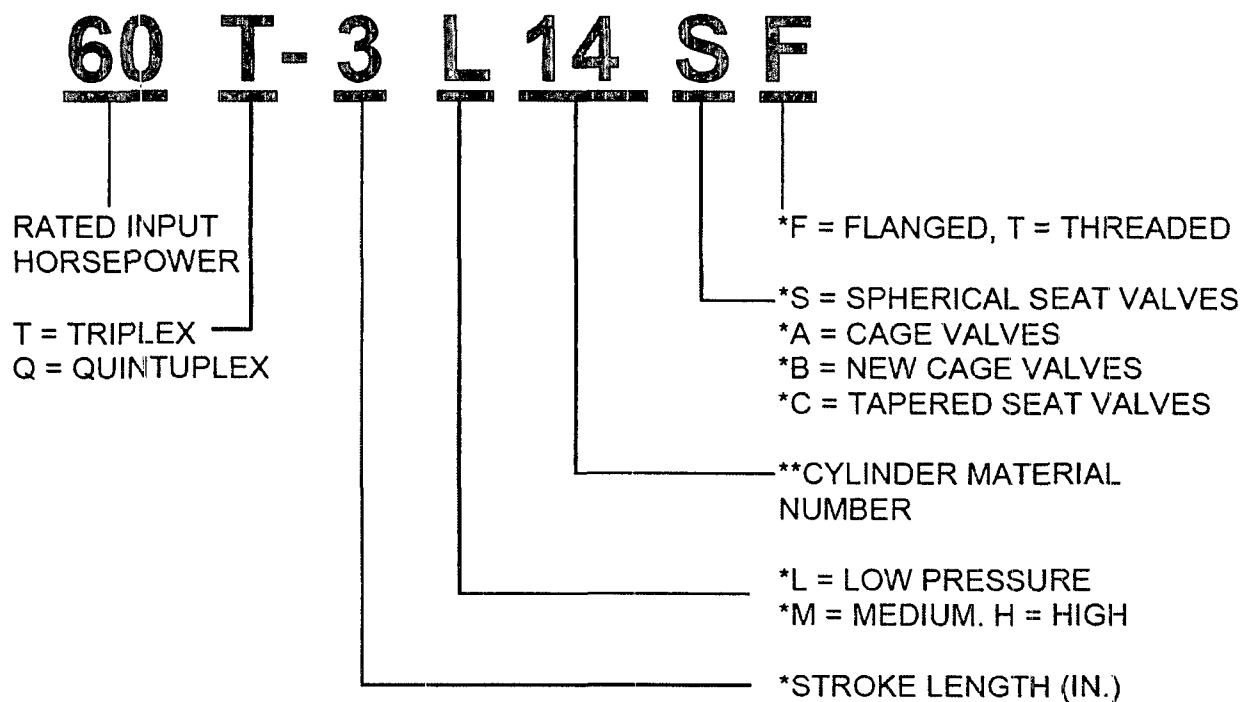 60 T-3 L 14 S F
RATED INPUT
HORSEPOWER
T = TRIPLEX
Q = QUINTUPLEX
*F = FLANGED, T = THREADED
*S = SPHERICAL SEAT VALVES
*A = CAGE VALVES
*B = NEW CAGE VALVES
*C = TAPERED SEAT VALVES
**CYLINDER MATERIAL
NUMBER
*L = LOW PRESSURE
*M = MEDIUM. H = HIGH
*STROKE LENGTH (IN.)